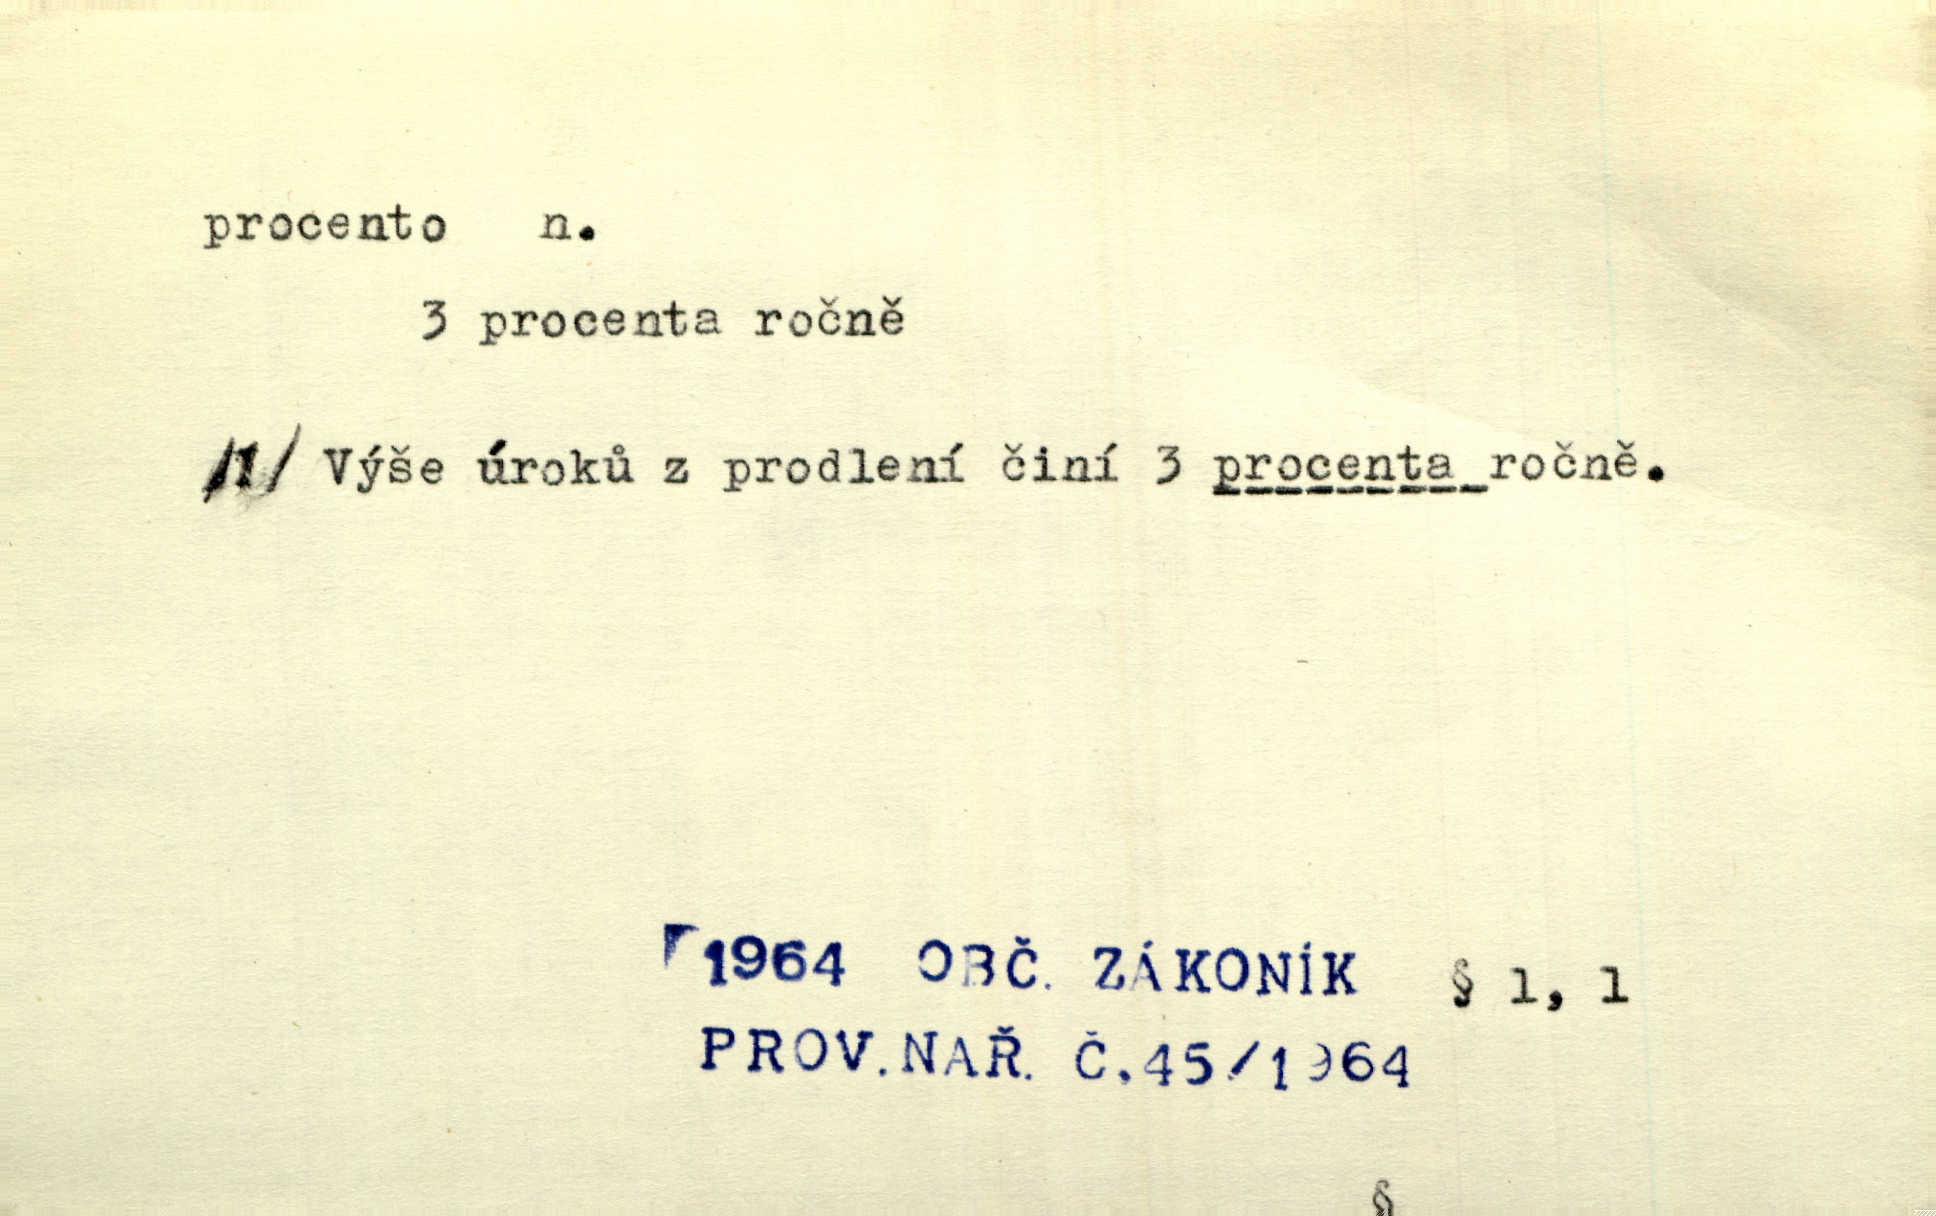 procento n.
3 procenta ročně
/1/ Výše úroků z prodlení činí 3 procenta ročně.
1964 OBČ. ZÁKONÍK § 1, 1
PROV.NAŘ. Č.45/1964
§